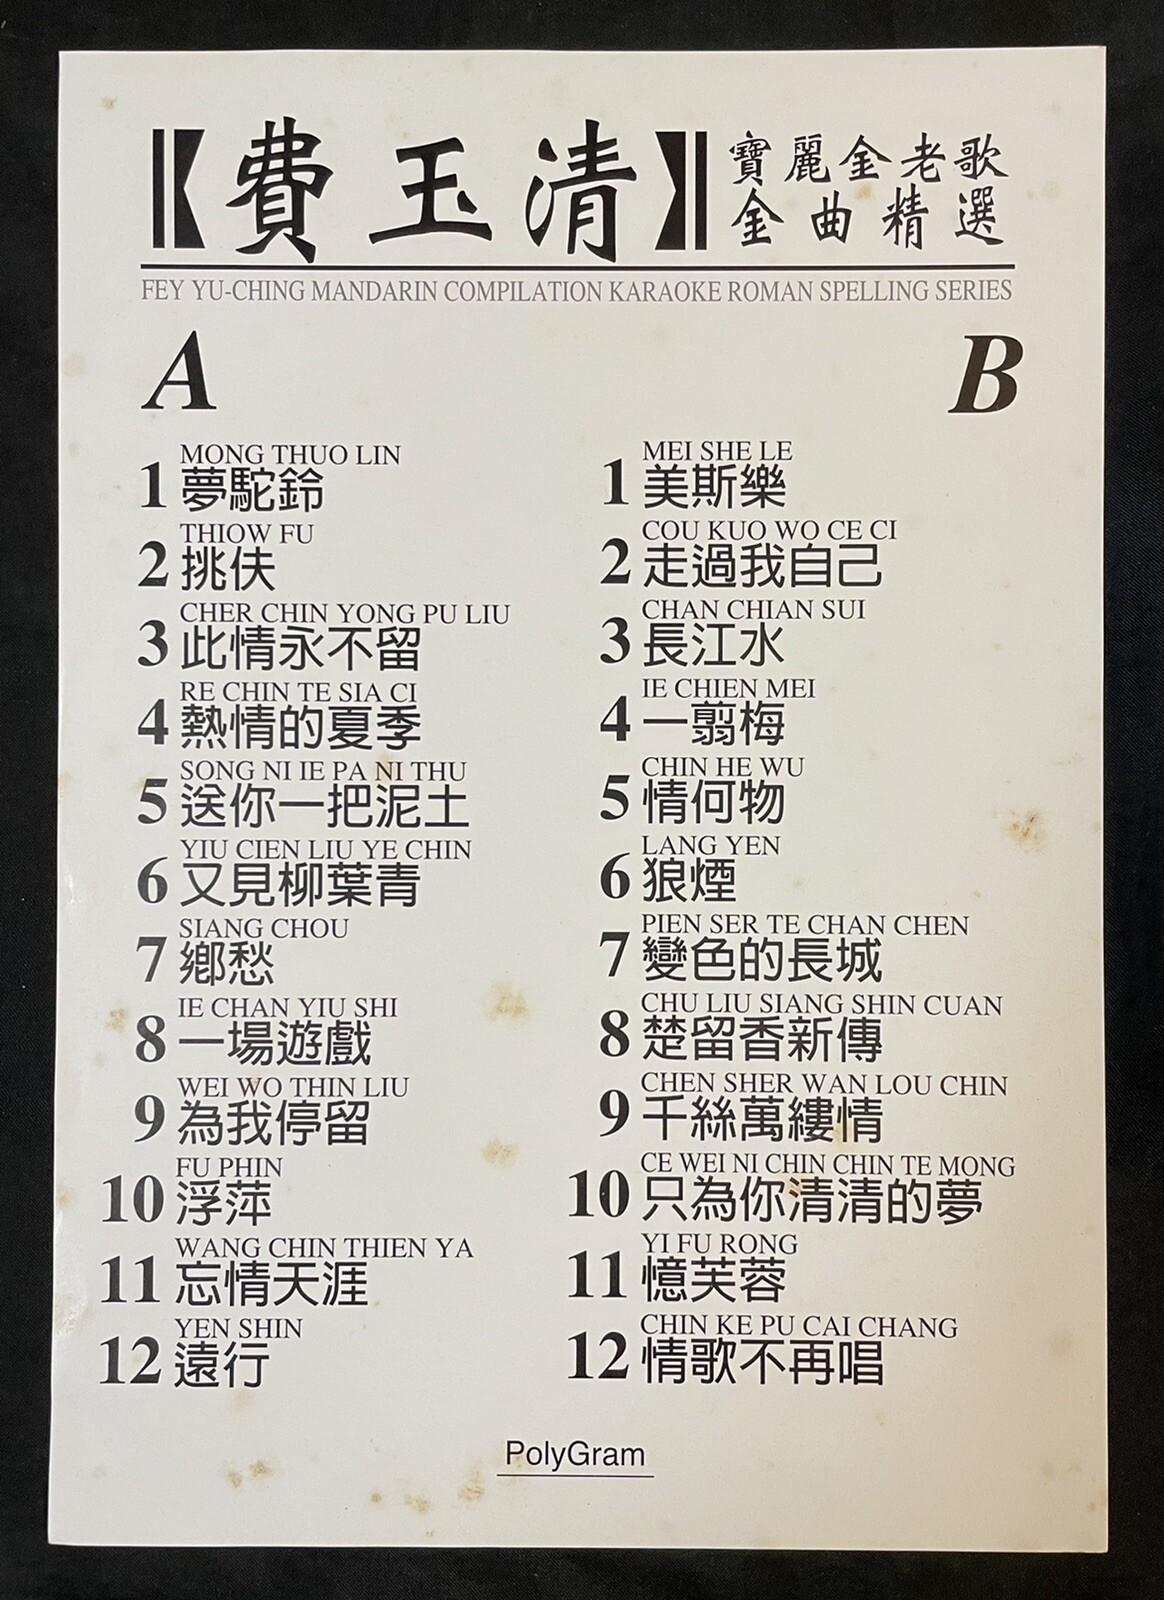 【費玉清】
寶麗金老歌
金曲精選
FEY YU-CHING MANDARIN COMPILATION KARAOKE ROMAN SPELLING SERIES
A
MONG THUO LIN
1 夢駝鈴
THIOW FU
2 挑伕
CHER CHIN YONG PU LIU
3 此情永不留
RE CHIN TE SIA CI
4 熱情的夏季
SONG NI IE PA NI THU
5 送你一把泥土
YIU CIEN LIU YE CHIN
6 又見柳葉青
SIANG CHOU
7 鄉愁
IE CHAN YIU SHI
8 一場遊戲
WEI WO THIN LIU
9 為我停留
FU PHIN
10 浮萍
WANG CHIN THIEN YA
11 忘情天涯
YEN SHIN
12 遠行
B
MEI SHE LE
1 美斯樂
COU KUO WO CE CI
2 走過我自己
CHAN CHIAN SUI
3 長江水
IE CHIEN MEI
4 一翦梅
CHIN HE WU
5 情何物
LANG YEN
6 狼煙
PIEN SER TE CHAN CHEN
7 變色的長城
CHU LIU SIANG SHIN CUAN
8 楚留香新傳
CHEN SHER WAN LOU CHIN
9 千絲萬縷情
CE WEI NI CHIN CHIN TE MONG
10 只為你清清的夢
YI FU RONG
11 憶芙蓉
CHIN KE PU CAI CHANG
12 情歌不再唱
PolyGram